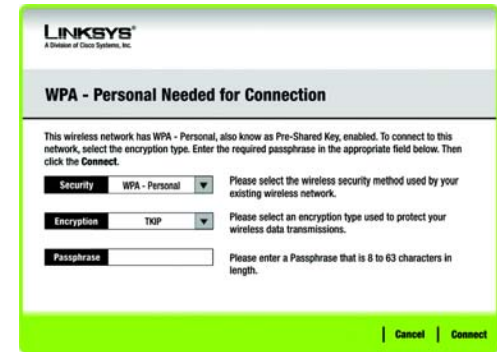 LINKSYS®
A Division of Cisco Systems, Inc.
WPA - Personal Needed for Connection
This wireless network has WPA - Personal, also know as Pre-Shared Key, enabled. To connect to this
network, select the encryption type. Enter the required passphrase in the appropriate field below. Then
click the Connect.
Security WPA - Personal Please select the wireless security method used by your
existing wireless network.
Encryption TKIP Please select an encryption type used to protect your
wireless data transmissions.
Passphrase Please enter a Passphrase that is 8 to 63 characters in
length.
Cancel Connect